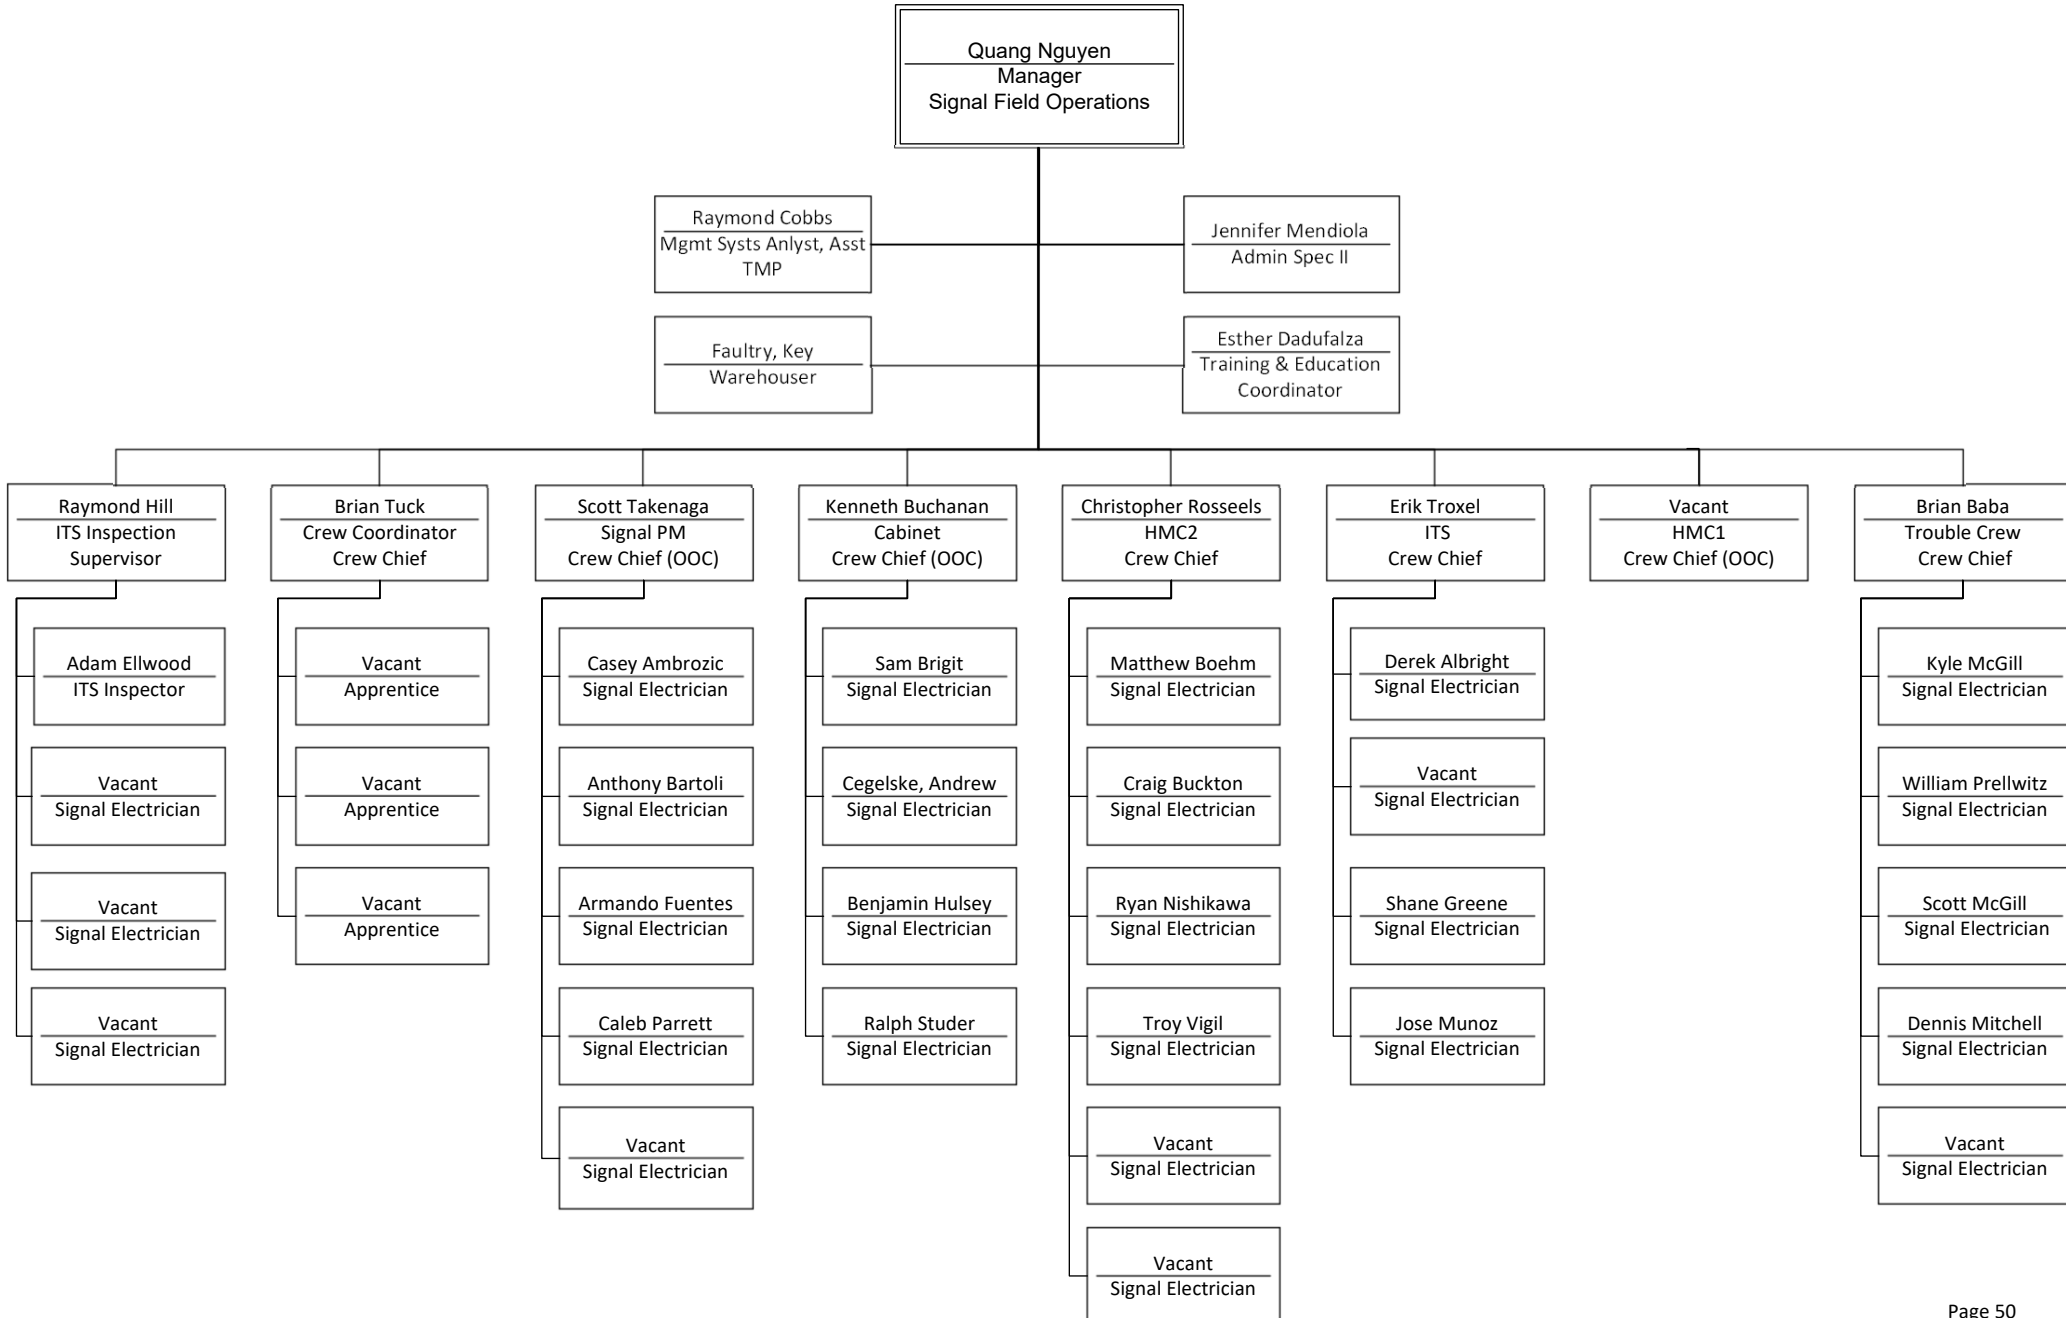 Quang Nguyen
Manager
Signal Field Operations
Raymond Cobbs
Mgmt Systs Anlyst, Asst
TMP
Jennifer Mendiola
Admin Spec II
Faultry, Key
Warehouser
Esther Dadufalza
Training & Education
Coordinator
Raymond Hill
ITS Inspection
Supervisor
Brian Tuck
Crew Coordinator
Crew Chief
Scott Takenaga
Signal PM
Crew Chief (OOC)
Kenneth Buchanan
Cabinet
Crew Chief (OOC)
Christopher Rosseels
HMC2
Crew Chief
Erik Troxel
ITS
Crew Chief
Vacant
HMC1
Crew Chief (OOC)
Brian Baba
Trouble Crew
Crew Chief
Adam Ellwood
ITS Inspector
Vacant
Apprentice
Casey Ambrozic
Signal Electrician
Sam Brigit
Signal Electrician
Matthew Boehm
Signal Electrician
Derek Albright
Signal Electrician
Kyle McGill
Signal Electrician
Vacant
Signal Electrician
Vacant
Apprentice
Anthony Bartoli
Signal Electrician
Cegelske, Andrew
Signal Electrician
Craig Buckton
Signal Electrician
Vacant
Signal Electrician
William Prellwitz
Signal Electrician
Vacant
Signal Electrician
Vacant
Apprentice
Armando Fuentes
Signal Electrician
Benjamin Hulsey
Signal Electrician
Ryan Nishikawa
Signal Electrician
Shane Greene
Signal Electrician
Scott McGill
Signal Electrician
Vacant
Signal Electrician
Caleb Parrett
Signal Electrician
Ralph Studer
Signal Electrician
Troy Vigil
Signal Electrician
Jose Munoz
Signal Electrician
Dennis Mitchell
Signal Electrician
Vacant
Signal Electrician
Vacant
Signal Electrician
Vacant
Signal Electrician
Vacant
Signal Electrician
Page 50